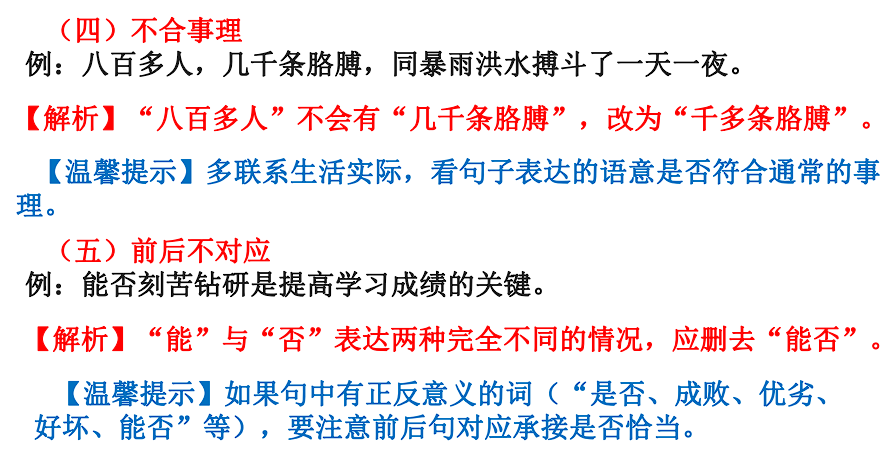 （四）不合事理
例：八百多人，几千条胳膊，同暴雨洪水搏斗了一天一夜。
【解析】“八百多人”不会有“几千条胳膊”，改为“千多条胳膊”。
【温馨提示】多联系生活实际，看句子表达的语意是否符合通常的事
理。
（五）前后不对应
例：能否刻苦钻研是提高学习成绩的关键。
【解析】“能”与“否”表达两种完全不同的情况，应删去“能否”。
【温馨提示】如果句中有正反意义的词（“是否、成败、优劣、
好坏、能否”等），要注意前后句对应承接是否恰当。